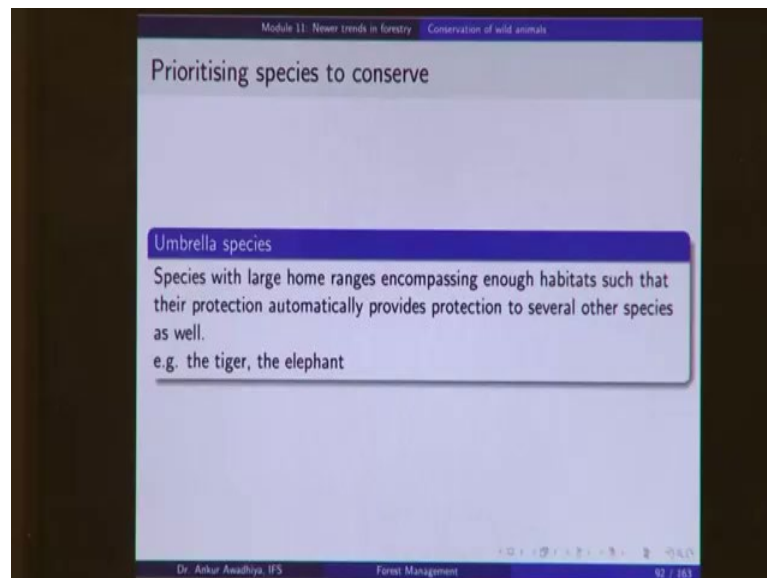 Module 11: Newer trends in forestry Conservation of wild animals
Prioritising species to conserve
Umbrella species
Species with large home ranges encompassing enough habitats such that
their protection automatically provides protection to several other species
as well.
e.g. the tiger, the elephant
Dr. Ankur Awadhiya, IFS Forest Management 92 / 163